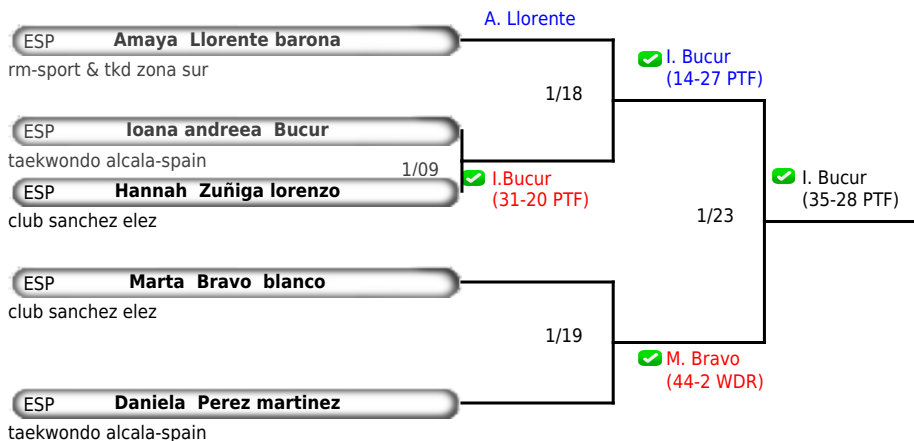 A. Llorente
ESP Amaya Llorente barona
rm-sport & tkd zona sur
I. Bucur
(14-27 PTF)
1/18
ESP Ioana andreea Bucur
taekwondo alcala-spain
1/09
I.Bucur
(31-20 PTF)
ESP Hannah Zuñiga lorenzo
club sanchez elez
I. Bucur
(35-28 PTF)
1/23
ESP Marta Bravo blanco
club sanchez elez
1/19
M. Bravo
(44-2 WDR)
ESP Daniela Perez martinez
taekwondo alcala-spain